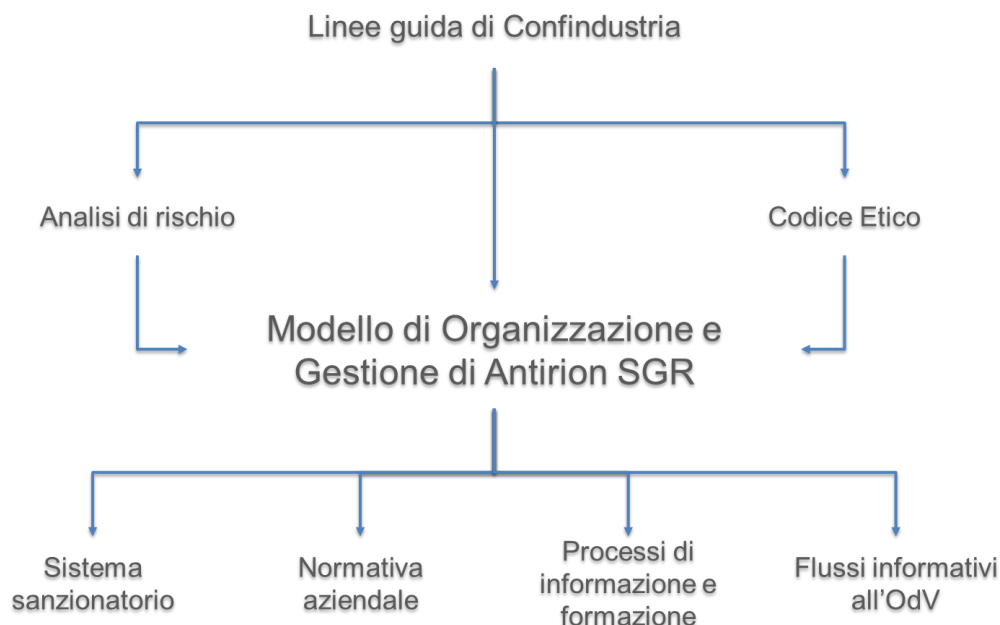 Linee guida di Confindustria
Analisi di rischio
Codice Etico
Modello di Organizzazione e
Gestione di Antirion SGR
Sistema
sanzionatorio
Normativa
aziendale
Processi di
informazione e
formazione
Flussi informativi
all'OdV